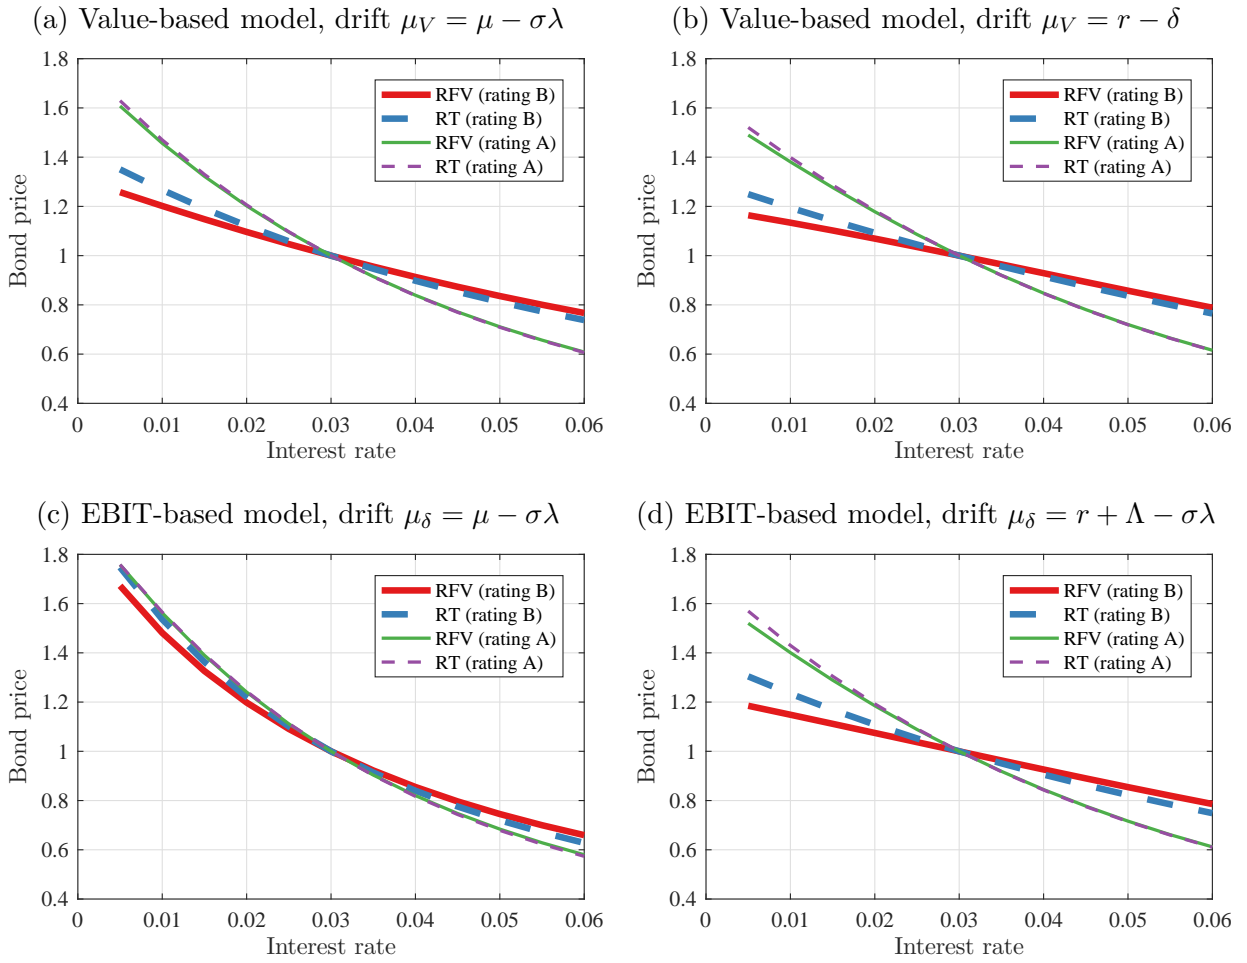 (a) Value-based model, drift μ_V = μ − σλ
1.8
1.6
1.4
1.2
1
0.8
0.6
0.4
Bond price
RFV (rating B)
RT (rating B)
RFV (rating A)
RT (rating A)
0 0.01 0.02 0.03 0.04 0.05 0.06
Interest rate
(b) Value-based model, drift μ_V = r − δ
1.8
1.6
1.4
1.2
1
0.8
0.6
0.4
Bond price
RFV (rating B)
RT (rating B)
RFV (rating A)
RT (rating A)
0 0.01 0.02 0.03 0.04 0.05 0.06
Interest rate
(c) EBIT-based model, drift μ_δ = μ − σλ
1.8
1.6
1.4
1.2
1
0.8
0.6
0.4
Bond price
RFV (rating B)
RT (rating B)
RFV (rating A)
RT (rating A)
0 0.01 0.02 0.03 0.04 0.05 0.06
Interest rate
(d) EBIT-based model, drift μ_δ = r + Λ − σλ
1.8
1.6
1.4
1.2
1
0.8
0.6
0.4
Bond price
RFV (rating B)
RT (rating B)
RFV (rating A)
RT (rating A)
0 0.01 0.02 0.03 0.04 0.05 0.06
Interest rate